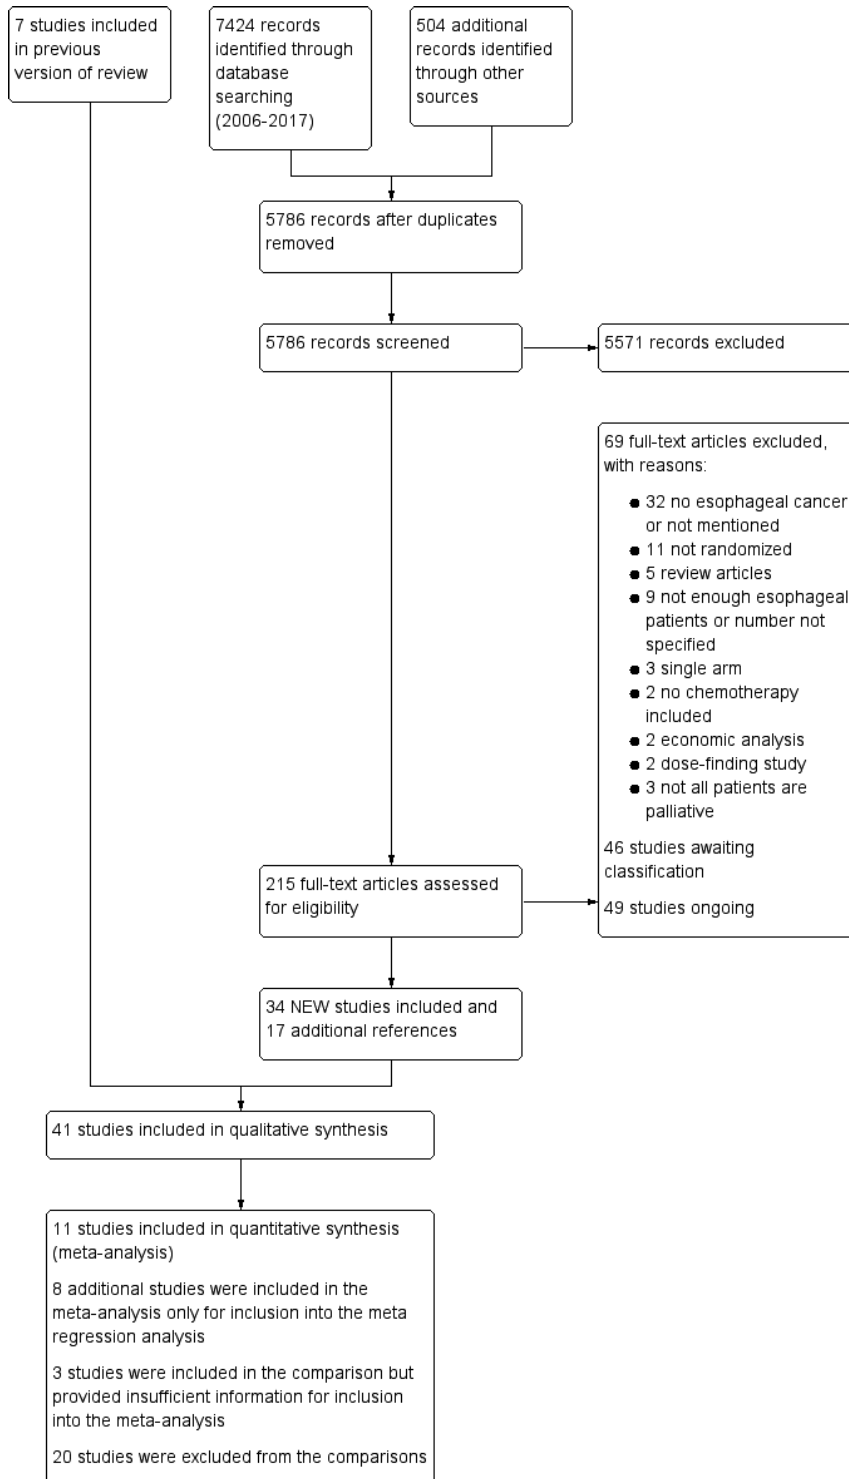 7 studies included
in previous
version of review
7424 records
identified through
database
searching
(2006-2017)
504 additional
records identified
through other
sources
5786 records after duplicates
removed
5786 records screened
5571 records excluded
69 full-text articles excluded,
with reasons:
● 32 no esophageal cancer
or not mentioned
● 11 not randomized
● 5 review articles
● 9 not enough esophageal
patients or number not
specified
● 3 single arm
● 2 no chemotherapy
included
● 2 economic analysis
● 2 dose-finding study
● 3 not all patients are
palliative
46 studies awaiting
classification
49 studies ongoing
215 full-text articles assessed
for eligibility
34 NEW studies included and
17 additional references
41 studies included in qualitative synthesis
11 studies included in quantitative synthesis
(meta-analysis)
8 additional studies were included in the
meta-analysis only for inclusion into the meta
regression analysis
3 studies were included in the comparison but
provided insufficient information for inclusion
into the meta-analysis
20 studies were excluded from the comparisons